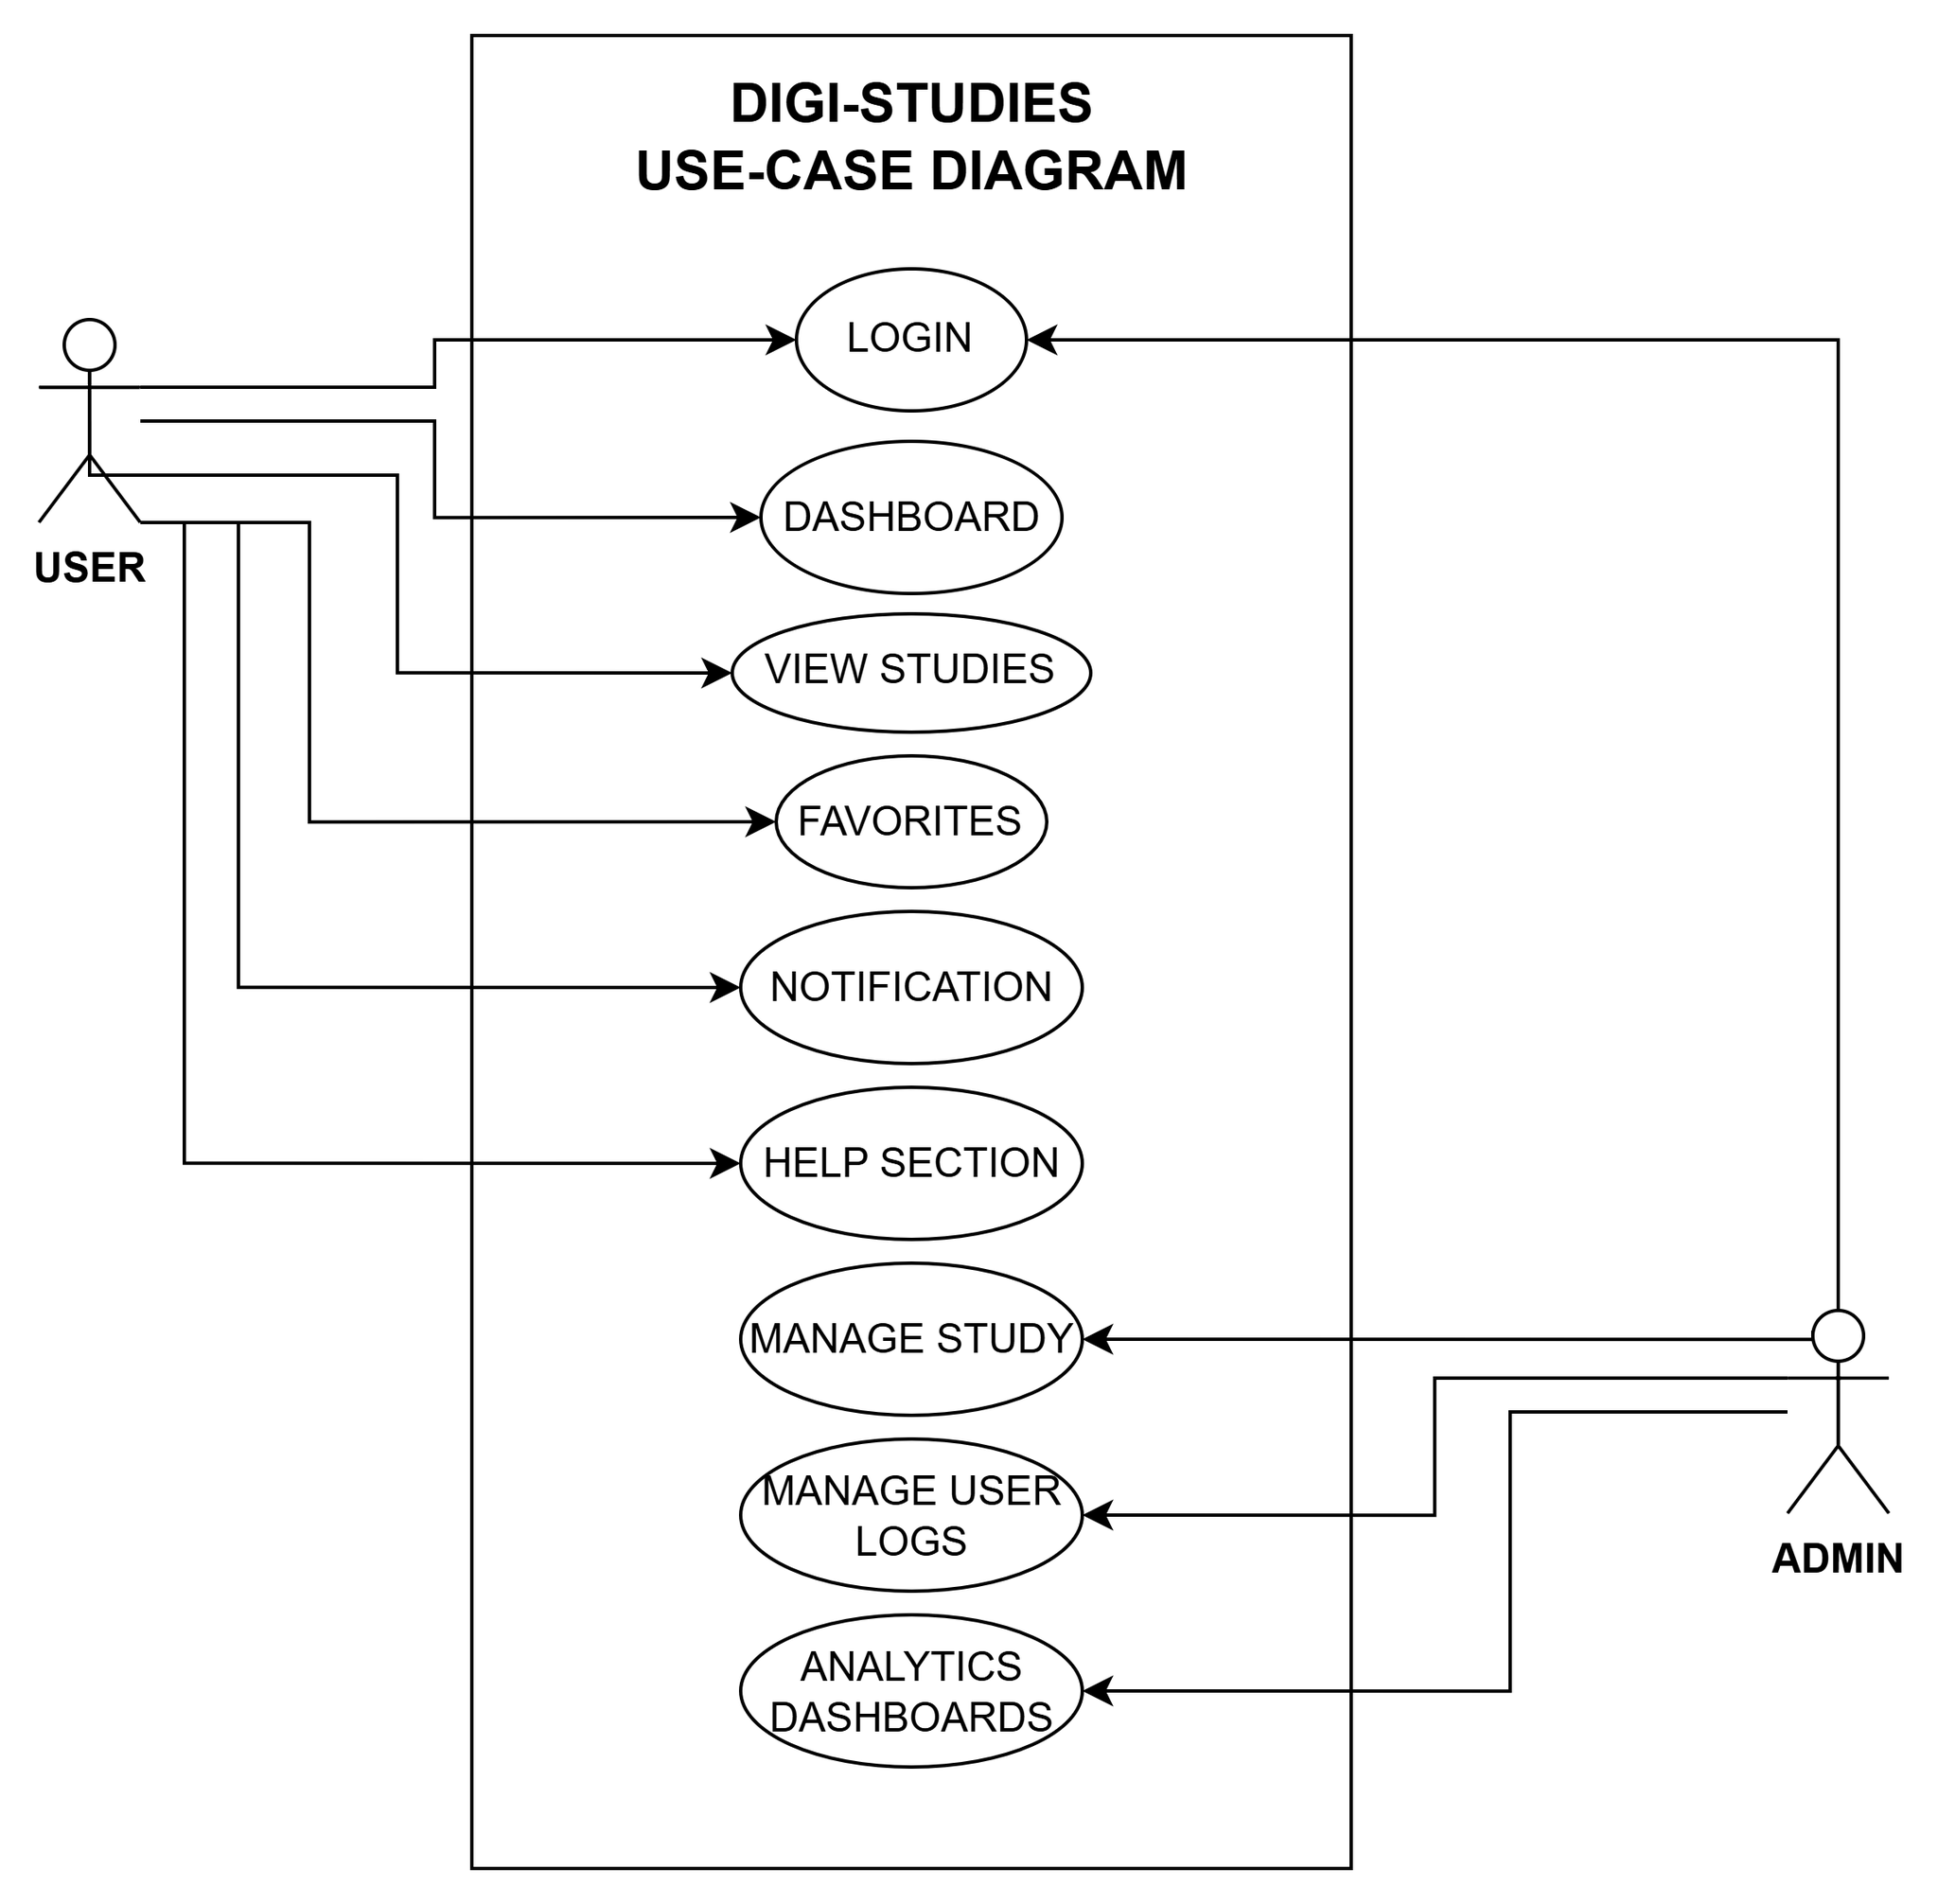 DIGI-STUDIES
USE-CASE DIAGRAM
LOGIN
DASHBOARD
USER
VIEW STUDIES
FAVORITES
NOTIFICATION
HELP SECTION
MANAGE STUDY
MANAGE USER
LOGS
ADMIN
ANALYTICS
DASHBOARDS